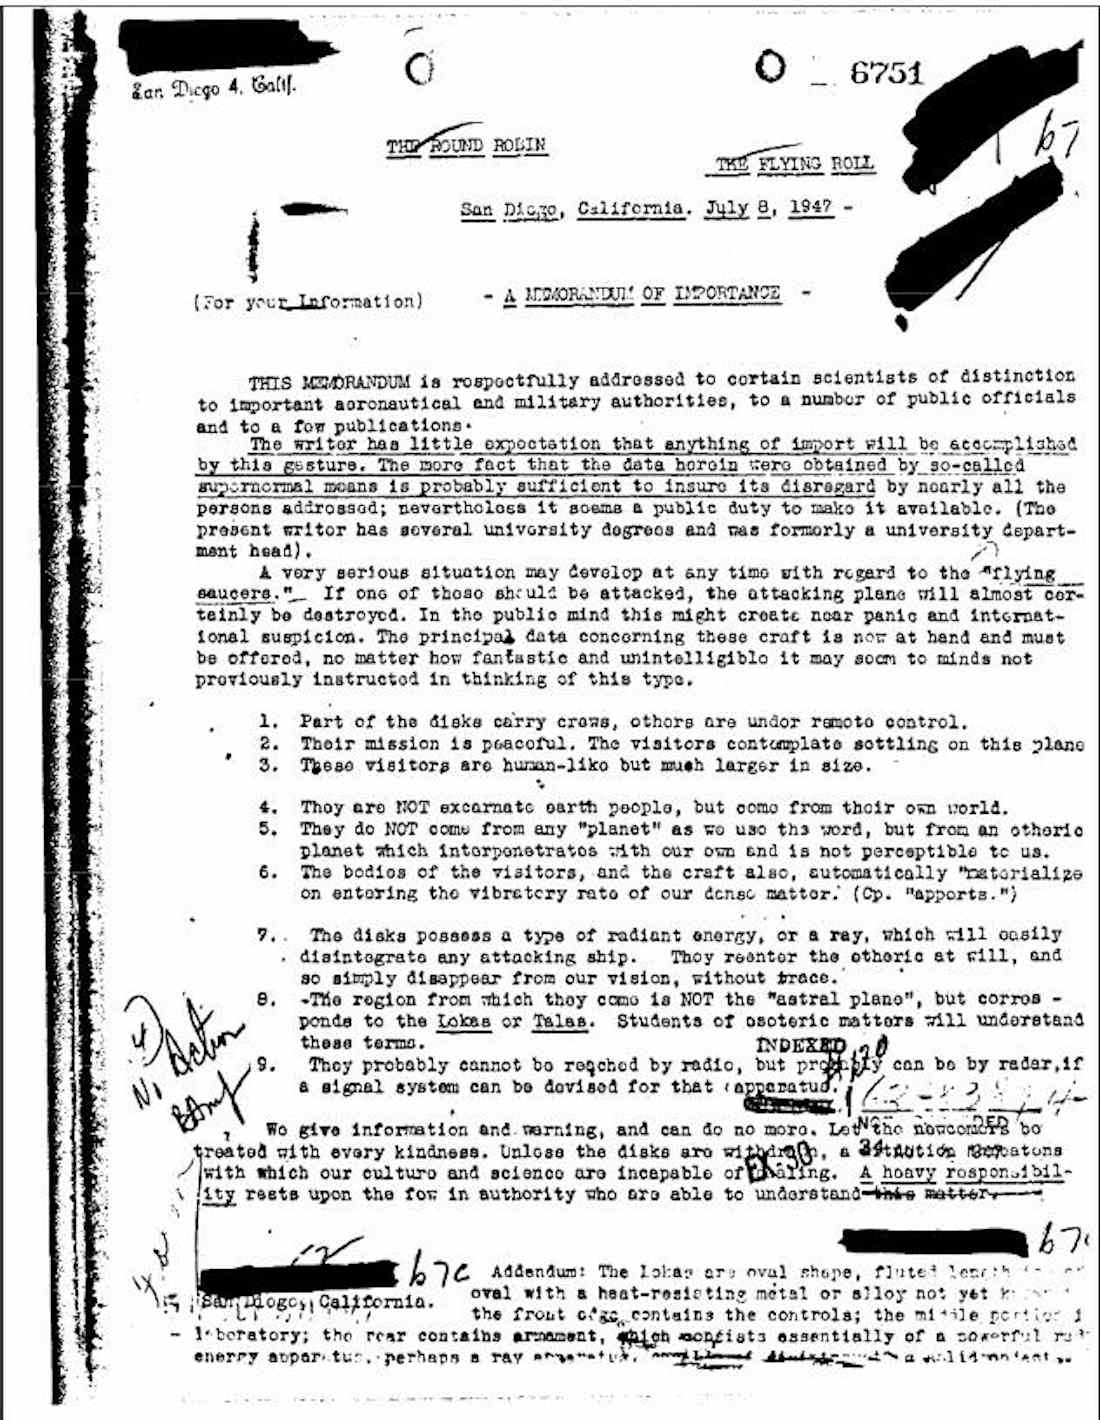 San Diego 4, Calif.
6751
b7
THE ROUND ROBIN
THE FLYING ROLL
San Diego, California. July 8, 1947 -
(For your Information)
- A MEMORANDUM OF IMPORTANCE -
THIS MEMORANDUM is respectfully addressed to certain scientists of distinction
to important aeronautical and military authorities, to a number of public officials
and to a few publications.
The writer has little expectation that anything of import will be accomplished
by this gesture. The more fact that the data herein were obtained by so-called
supernormal means is probably sufficient to insure its disregard by nearly all the
persons addressed; nevertheless it seems a public duty to make it available. (The
present writer has several university degrees and was formerly a university depart-
ment head).
A very serious situation may develop at any time with regard to the "flying
saucers." If one of these should be attacked, the attacking plane will almost cer-
tainly be destroyed. In the public mind this might create near panic and internat-
ional suspicion. The principal data concerning these craft is now at hand and must
be offered, no matter how fantastic and unintelligible it may seem to minds not
previously instructed in thinking of this type.
1. Part of the disks carry crews, others are under remote control.
2. Their mission is peaceful. The visitors contemplate settling on this plane
3. These visitors are human-like but much larger in size.
4. They are NOT excarnate earth people, but come from their own world.
5. They do NOT come from any "planet" as we use the word, but from an etheric
planet which interpenetrates with our own and is not perceptible to us.
6. The bodies of the visitors, and the craft also, automatically "materialize
on entering the vibratory rate of our dense matter. (Cp. "apports.")
7.. The disks possess a type of radiant energy, or a ray, which will easily
disintegrate any attacking ship. They reenter the etheric at will, and
so simply disappear from our vision, without trace.
8. -The region from which they come is NOT the "astral plane", but corres -
ponds to the Lokas or Talas. Students of esoteric matters will understand
these terms.
INDEXED
9. They probably cannot be reached by radio, but probably can be by radar,if
a signal system can be devised for that (apparatus.
No Action
We give information and warning, and can do no more. Let the newcomers be
treated with every kindness. Unless the disks are withdrawn, a
EX-30
with which our culture and science are incapable of dealing. A heavy responsibil-
ity rests upon the few in authority who are able to understand this matter.
b7C
Addendum: The Lokas are oval shape, fluted length
San Diego, California.
oval with a heat-resisting metal or alloy not yet
the front cage contains the controls; the middle portion
laboratory; the rear contains armament, which consists essentially of a powerful
energy apparatus, perhaps a ray